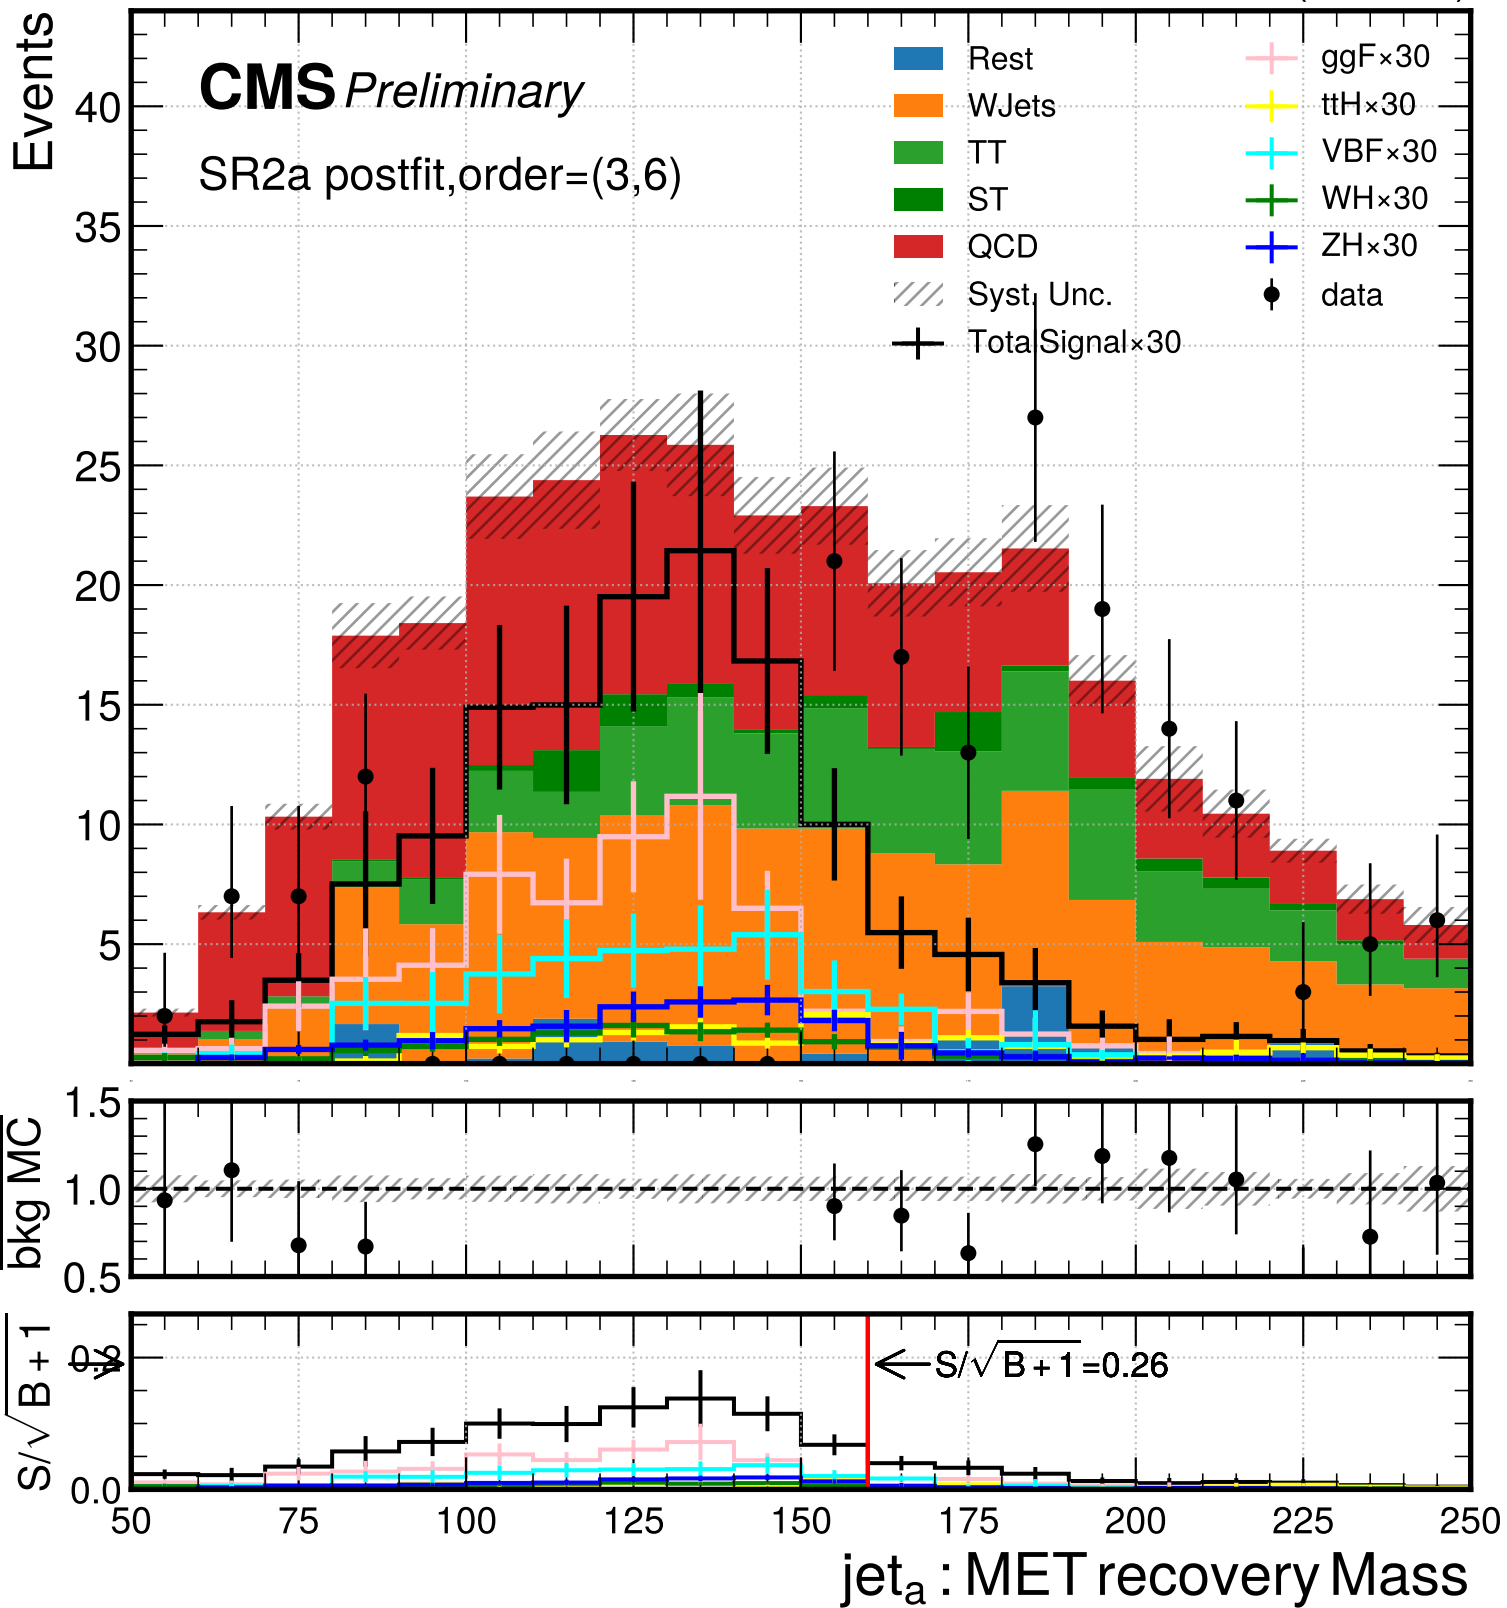 Events
CMS Preliminary
SR2a postfit,order=(3,6)
Rest
WJets
TT
ST
QCD
Syst. Unc.
TotalSignal×30
ggF×30
ttH×30
VBF×30
WH×30
ZH×30
data
40
35
30
25
20
15
10
5
bkg MC
1.5
1.0
0.5
S/√B + 1
0.0
S/√B + 1=0.26
50 75 100 125 150 175 200 225 250
jeta : MET recovery Mass